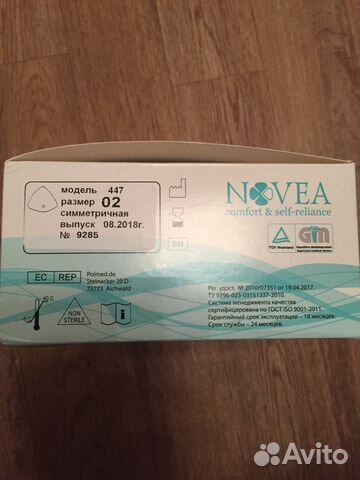 модель 447
размер 02
симметричная
выпуск 08.2018г.
№ 9285
SN
NOVEA
comfort & self-reliance
TÜV Rheinland
EC REP
Polmed.de
Steinacker 20 D -
73773 Aichwald
NON
STERILE
Рег. удост. № 2010/07351 от 19.04.2017.
ТУ 9396-023-03151337-2010.
Система менеджмента качества
сертифицирована по ГОСТ ISO 9001-2011.
Гарантийный срок эксплуатации – 18 месяцев.
Срок службы – 24 месяцев.
Avito